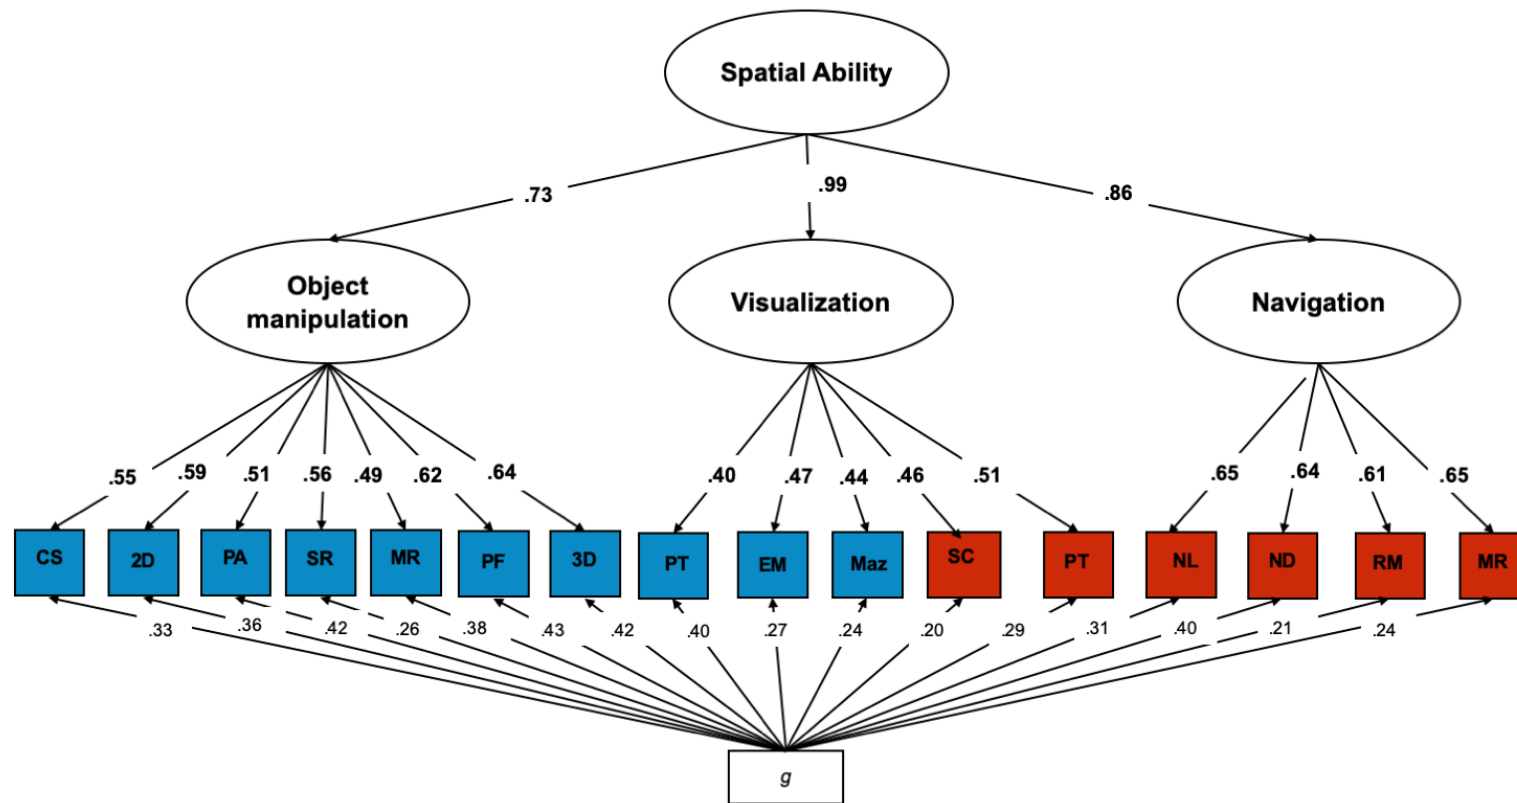 Spatial Ability
.73
.99
.86
Object
manipulation
Visualization
Navigation
.55
.59
.51
.56
.49
.62
.64
.40
.47
.44
.46
.51
.65
.64
.61
.65
CS
2D
PA
SR
MR
PF
3D
PT
EM
Maz
SC
PT
NL
ND
RM
MR
.33
.36
.42
.26
.38
.43
.42
.40
.27
.24
.20
.29
.31
.40
.21
.24
g